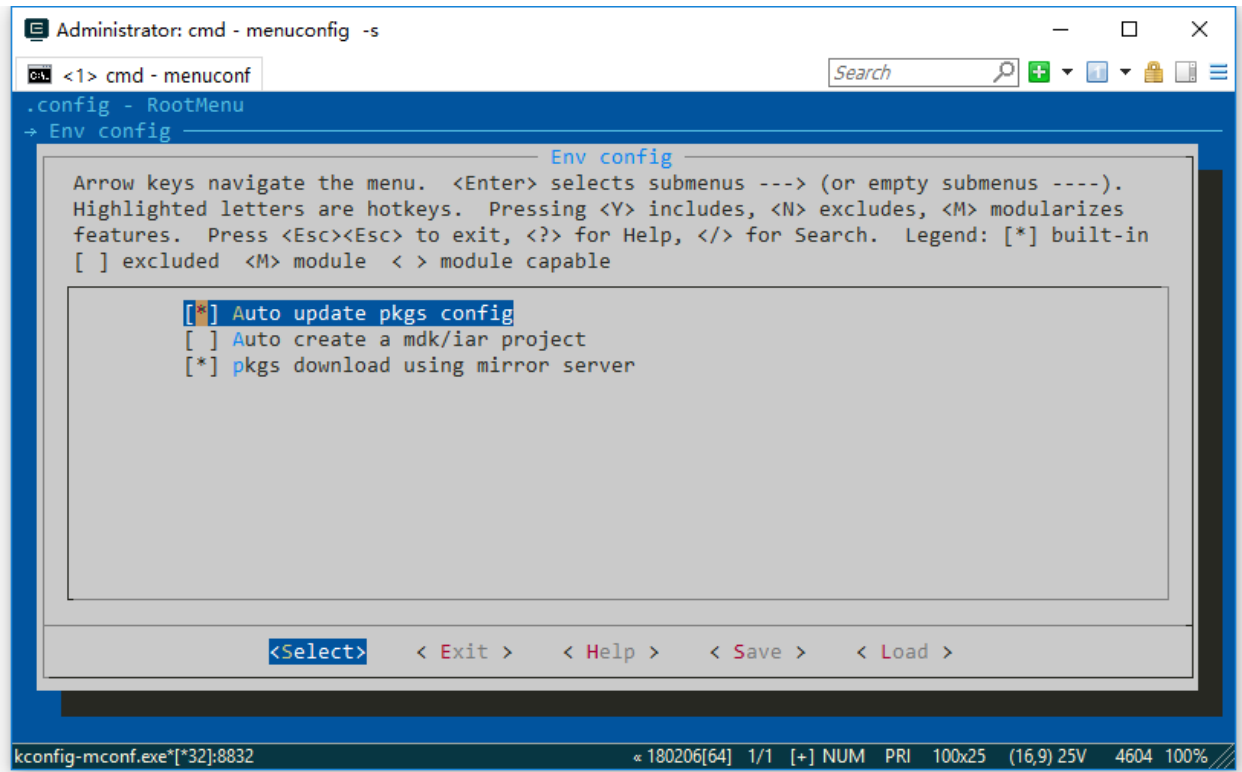 Administrator: cmd - menuconfig -s
<1> cmd - menuconf
Search
.config - RootMenu
→ Env config
Env config
Arrow keys navigate the menu.  <Enter> selects submenus ---> (or empty submenus ----).
Highlighted letters are hotkeys.  Pressing <Y> includes, <N> excludes, <M> modularizes
features.  Press <Esc><Esc> to exit, <?> for Help, </> for Search.  Legend: [*] built-in
[ ] excluded  <M> module  < > module capable
[*] Auto update pkgs config
[ ] Auto create a mdk/iar project
[*] pkgs download using mirror server
<Select>    < Exit >    < Help >    < Save >    < Load >
kconfig-mconf.exe*[*32]:8832    « 180206[64]  1/1  [+] NUM  PRI  100x25  (16,9) 25V  4604  100%